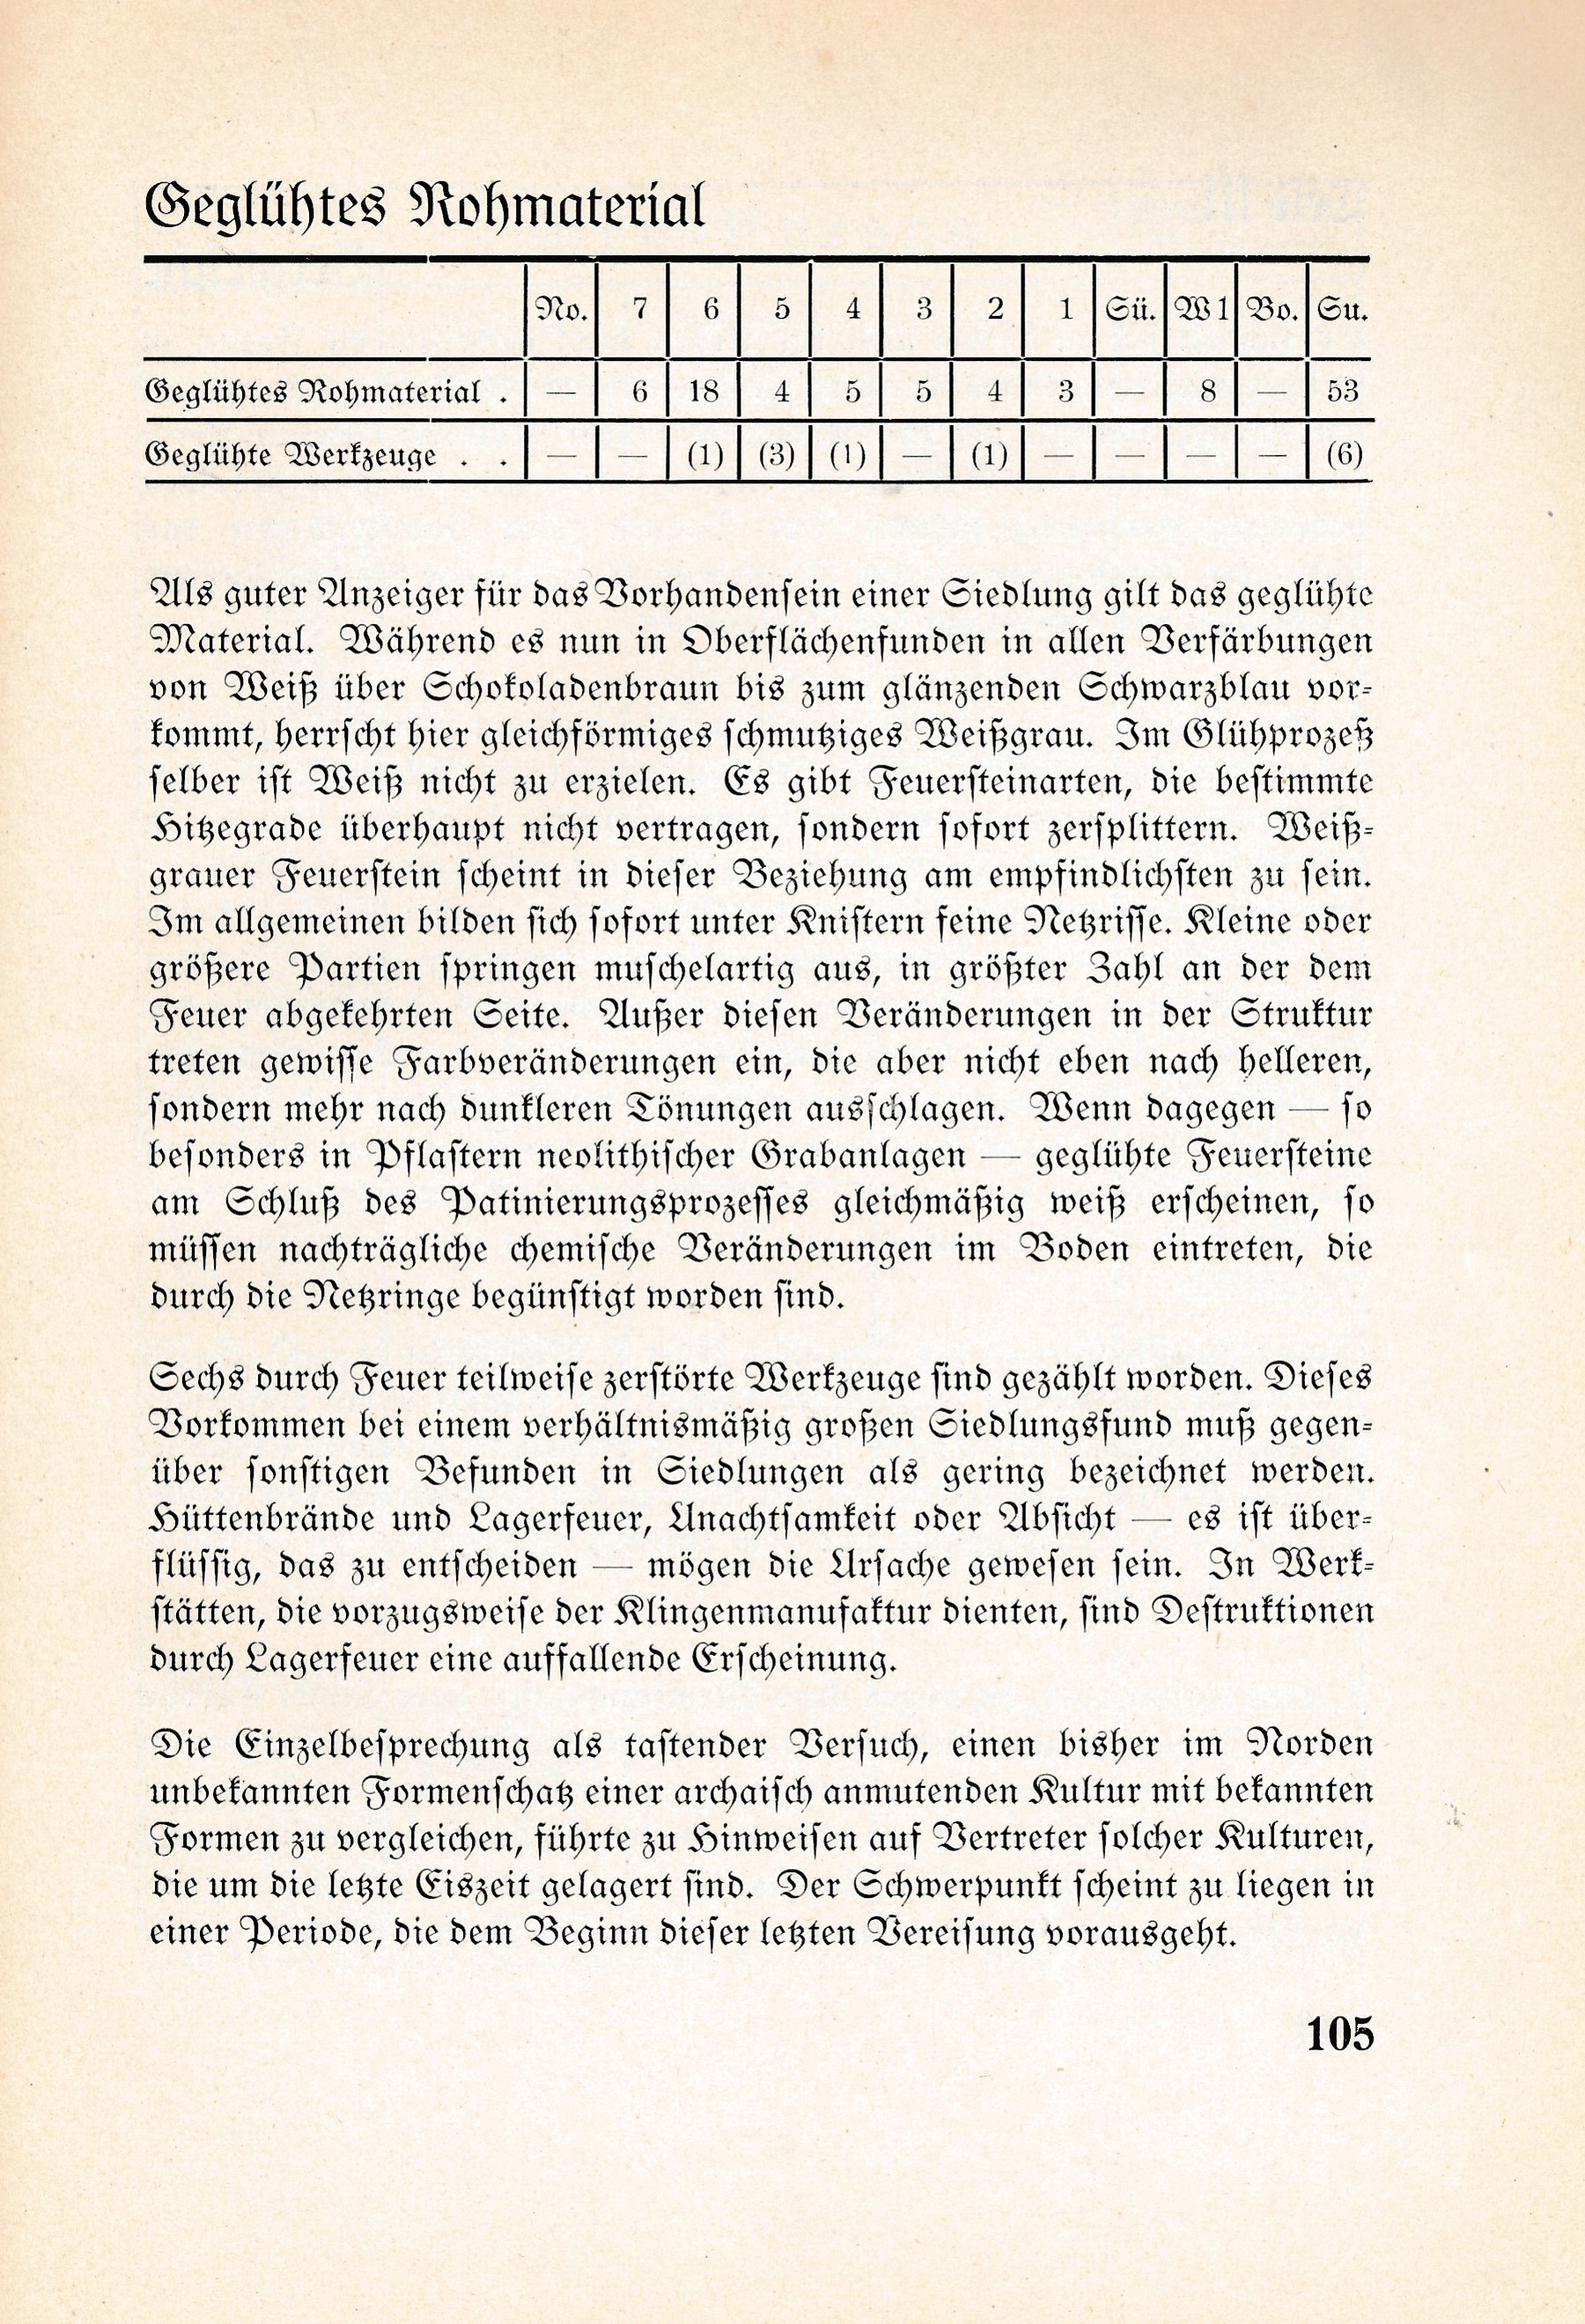 Geglühtes Rohmaterial
No. 7 6 5 4 3 2 1 Sü. W1 Bo. Su.
Geglühtes Rohmaterial . — 6 18 4 5 5 4 3 — 8 — 53
Geglühte Werkzeuge . . — — (1) (3) (1) — (1) — — — — (6)
Als guter Anzeiger für das Vorhandensein einer Siedlung gilt das geglühte
Material. Während es nun in Oberflächenfunden in allen Verfärbungen
von Weiß über Schokoladenbraun bis zum glänzenden Schwarzblau vor-
kommt, herrscht hier gleichförmiges schmutziges Weißgrau. Im Glühprozeß
selber ist Weiß nicht zu erzielen. Es gibt Feuersteinarten, die bestimmte
Hitzegrade überhaupt nicht vertragen, sondern sofort zersplittern. Weiß-
grauer Feuerstein scheint in dieser Beziehung am empfindlichsten zu sein.
Im allgemeinen bilden sich sofort unter Knistern feine Netzrisse. Kleine oder
größere Partien springen muschelartig aus, in größter Zahl an der dem
Feuer abgekehrten Seite. Außer diesen Veränderungen in der Struktur
treten gewisse Farbveränderungen ein, die aber nicht eben nach helleren,
sondern mehr nach dunkleren Tönungen ausschlagen. Wenn dagegen — so
besonders in Pflastern neolithischer Grabanlagen — geglühte Feuersteine
am Schluß des Patinierungsprozesses gleichmäßig weiß erscheinen, so
müssen nachträgliche chemische Veränderungen im Boden eintreten, die
durch die Netzringe begünstigt worden sind.
Sechs durch Feuer teilweise zerstörte Werkzeuge sind gezählt worden. Dieses
Vorkommen bei einem verhältnismäßig großen Siedlungsfund muß gegen-
über sonstigen Befunden in Siedlungen als gering bezeichnet werden.
Hüttenbrände und Lagerfeuer, Unachtsamkeit oder Absicht — es ist über-
flüssig, das zu entscheiden — mögen die Ursache gewesen sein. In Werk-
stätten, die vorzugsweise der Klingenmanufaktur dienten, sind Destruktionen
durch Lagerfeuer eine auffallende Erscheinung.
Die Einzelbesprechung als tastender Versuch, einen bisher im Norden
unbekannten Formenschatz einer archaisch anmutenden Kultur mit bekannten
Formen zu vergleichen, führte zu Hinweisen auf Vertreter solcher Kulturen,
die um die letzte Eiszeit gelagert sind. Der Schwerpunkt scheint zu liegen in
einer Periode, die dem Beginn dieser letzten Vereisung vorausgeht.
105